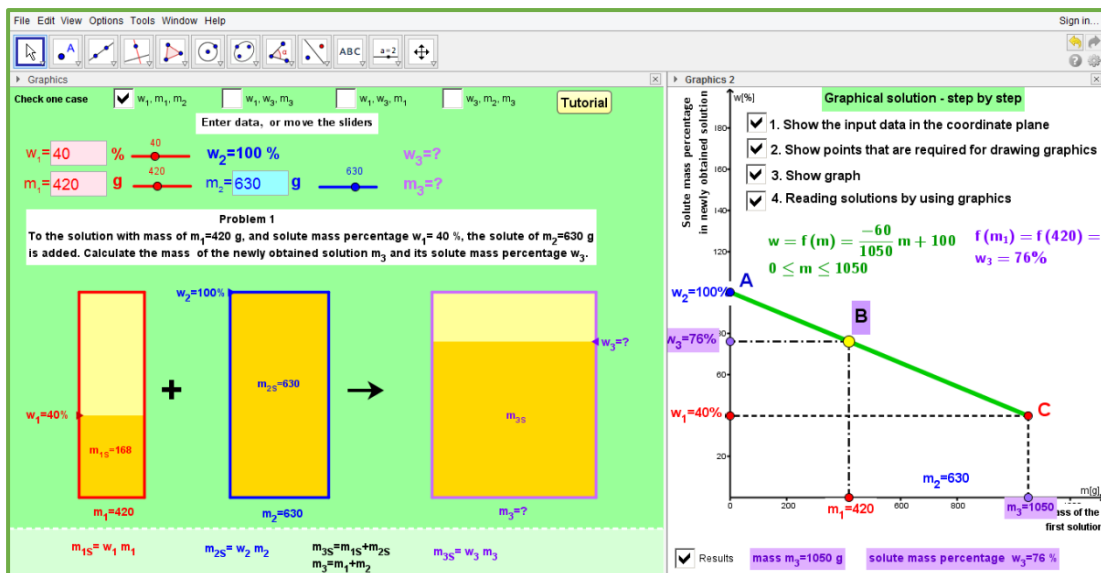 File Edit View Options Tools Window Help
Sign in...
A
α
ABC
a=2
Graphics
Graphics 2
Check one case
w₁, m₁, m₂
w₁, w₃, m₃
w₁, w₃, m₁
w₃, m₂, m₃
Tutorial
Enter data, or move the sliders
w₁= 40 %
40
w₂=100 %
w₃=?
m₁= 420 g
420
m₂= 630 g
630
m₃=?
Problem 1
To the solution with mass of m₁=420 g, and solute mass percentage w₁= 40 %, the solute of m₂=630 g
is added. Calculate the mass of the newly obtained solution m₃ and its solute mass percentage w₃.
w₂=100%
w₃=?
m₂S=630
+
w₁=40%
m₁S=168
m₃S
m₁=420
m₂=630
m₃=?
m₁S= w₁ m₁
m₂S= w₂ m₂
m₃S=m₁S+m₂S
m₃=m₁+m₂
m₃S= w₃ m₃
Solute mass percentage
in newly obtained solution
w[%]
Graphical solution - step by step
1. Show the input data in the coordinate plane
2. Show points that are required for drawing graphics
3. Show graph
4. Reading solutions by using graphics
w = f (m) = -60/1050 m + 100
0 ≤ m ≤ 1050
f (m₁) = f (420) =
w₃ = 76%
180
160
140
120
w₂=100%
A
B
w₃=76%
60
w₁=40%
C
20
m₂=630
m[g]
0
200
600
800
m₁=420
m₃=1050
ass of the
first solution
Results
mass m₃=1050 g
solute mass percentage w₃=76 %